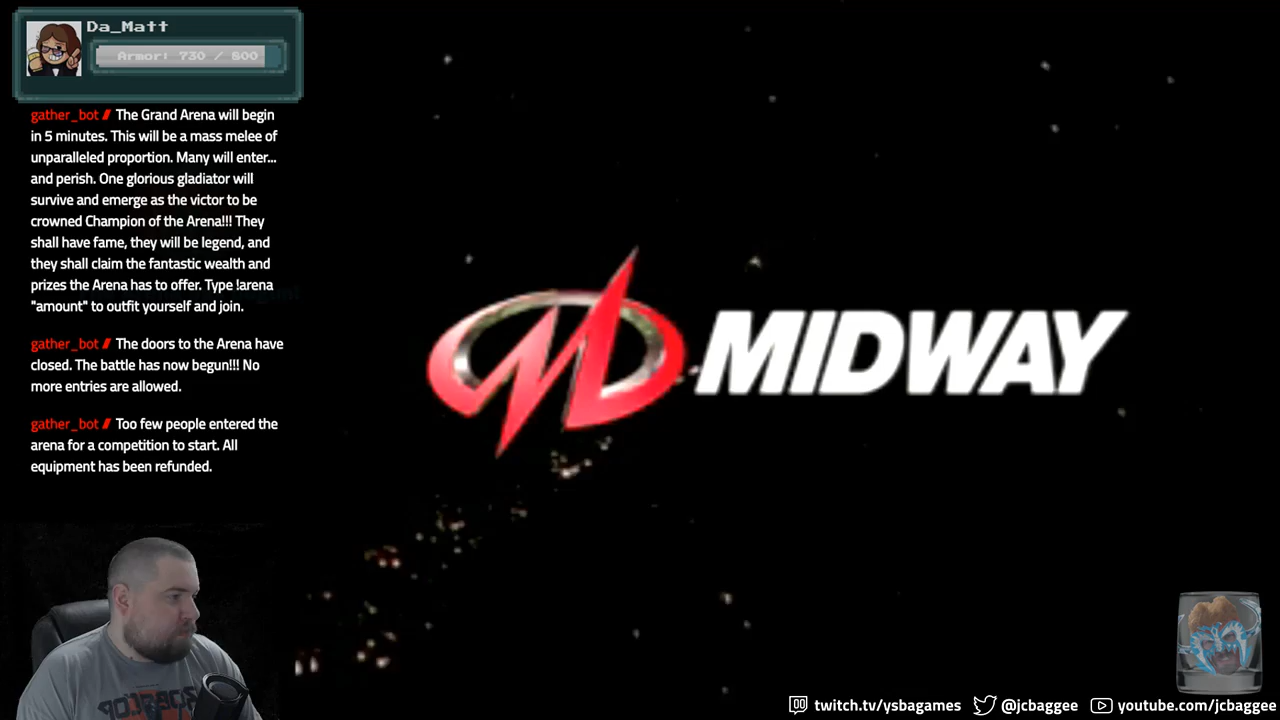 Da_Matt
Armor: 730 / 800
gather_bot // The Grand Arena will begin
in 5 minutes. This will be a mass melee of
unparalleled proportion. Many will enter...
and perish. One glorious gladiator will
survive and emerge as the victor to be
crowned Champion of the Arena!!! They
shall have fame, they will be legend, and
they shall claim the fantastic wealth and
prizes the Arena has to offer. Type !arena
"amount" to outfit yourself and join.
gather_bot // The doors to the Arena have
closed. The battle has now begun!!! No
more entries are allowed.
gather_bot // Too few people entered the
arena for a competition to start. All
equipment has been refunded.
MIDWAY
twitch.tv/ysbagames @jcbaggee youtube.com/jcbaggee